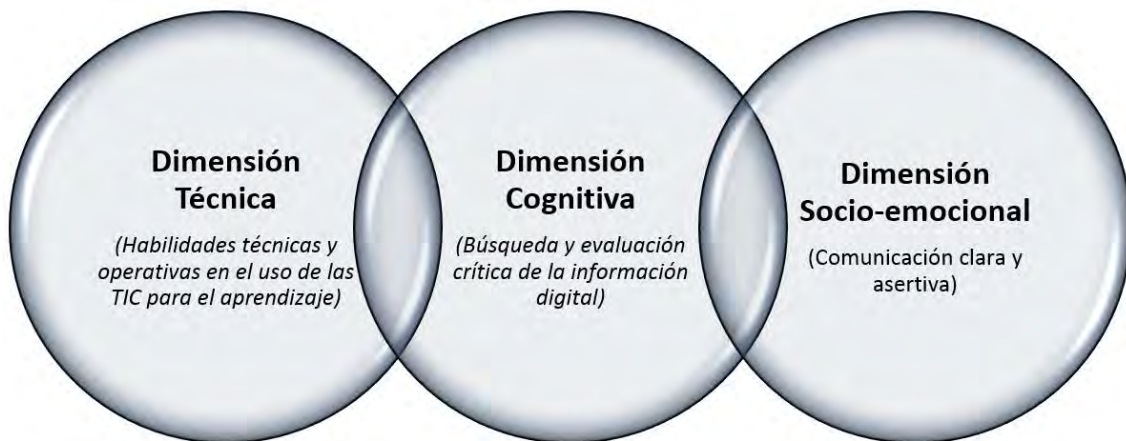 Dimensión
Técnica
(Habilidades técnicas y
operativas en el uso de las
TIC para el aprendizaje)
Dimensión
Cognitiva
(Búsqueda y evaluación
crítica de la información
digital)
Dimensión
Socio-emocional
(Comunicación clara y
asertiva)